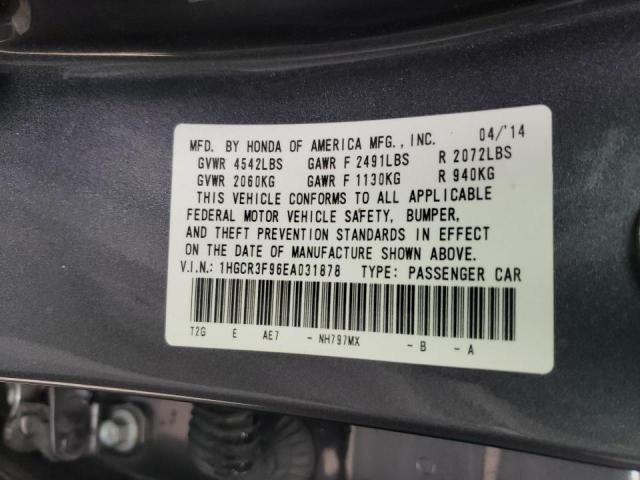 MFD. BY HONDA OF AMERICA MFG., INC. 04/'14
GVWR 4542LBS GAWR F 2491LBS R 2072LBS
GVWR 2060KG GAWR F 1130KG R 940KG
THIS VEHICLE CONFORMS TO ALL APPLICABLE
FEDERAL MOTOR VEHICLE SAFETY, BUMPER,
AND THEFT PREVENTION STANDARDS IN EFFECT
ON THE DATE OF MANUFACTURE SHOWN ABOVE.
V.I.N.: 1HGCR3F96EA031878 TYPE: PASSENGER CAR
T2G E AE7 - NH797MX - B - A